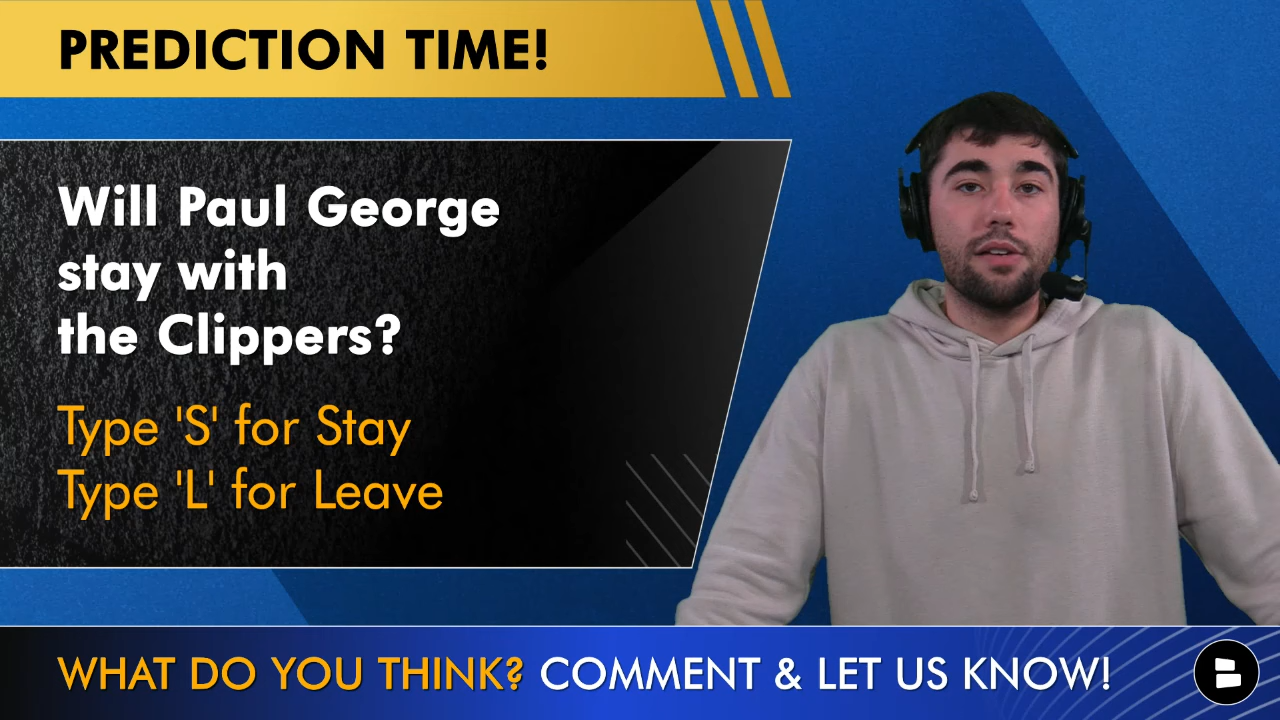 PREDICTION TIME!
Will Paul George
stay with
the Clippers?
Type 'S' for Stay
Type 'L' for Leave
WHAT DO YOU THINK? COMMENT & LET US KNOW!